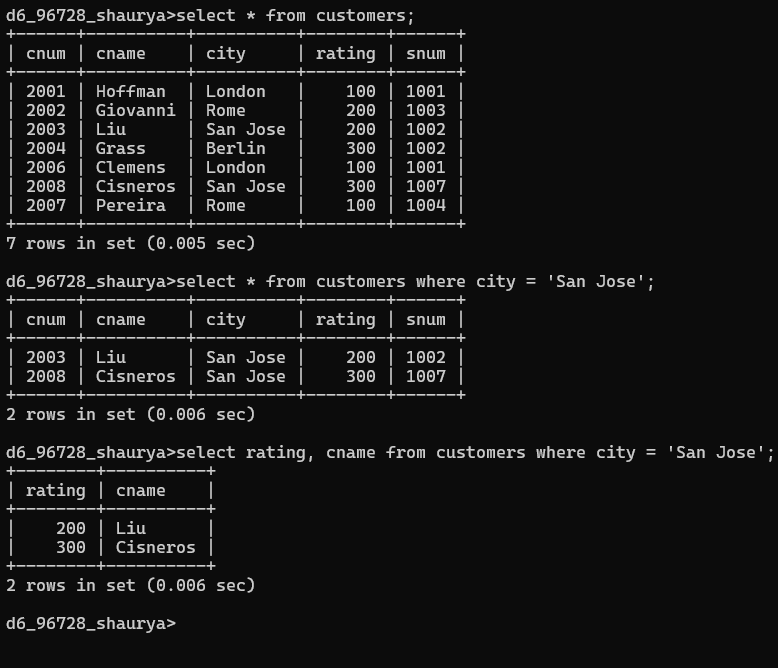 d6_96728_shaurya>select * from customers;
+------+----------+----------+--------+------+
| cnum | cname    | city     | rating | snum |
+------+----------+----------+--------+------+
| 2001 | Hoffman  | London   |    100 | 1001 |
| 2002 | Giovanni | Rome     |    200 | 1003 |
| 2003 | Liu      | San Jose |    200 | 1002 |
| 2004 | Grass    | Berlin   |    300 | 1002 |
| 2006 | Clemens  | London   |    100 | 1001 |
| 2008 | Cisneros | San Jose |    300 | 1007 |
| 2007 | Pereira  | Rome     |    100 | 1004 |
+------+----------+----------+--------+------+
7 rows in set (0.005 sec)

d6_96728_shaurya>select * from customers where city = 'San Jose';
+------+----------+----------+--------+------+
| cnum | cname    | city     | rating | snum |
+------+----------+----------+--------+------+
| 2003 | Liu      | San Jose |    200 | 1002 |
| 2008 | Cisneros | San Jose |    300 | 1007 |
+------+----------+----------+--------+------+
2 rows in set (0.006 sec)

d6_96728_shaurya>select rating, cname from customers where city = 'San Jose';
+--------+----------+
| rating | cname    |
+--------+----------+
|    200 | Liu      |
|    300 | Cisneros |
+--------+----------+
2 rows in set (0.006 sec)

d6_96728_shaurya>